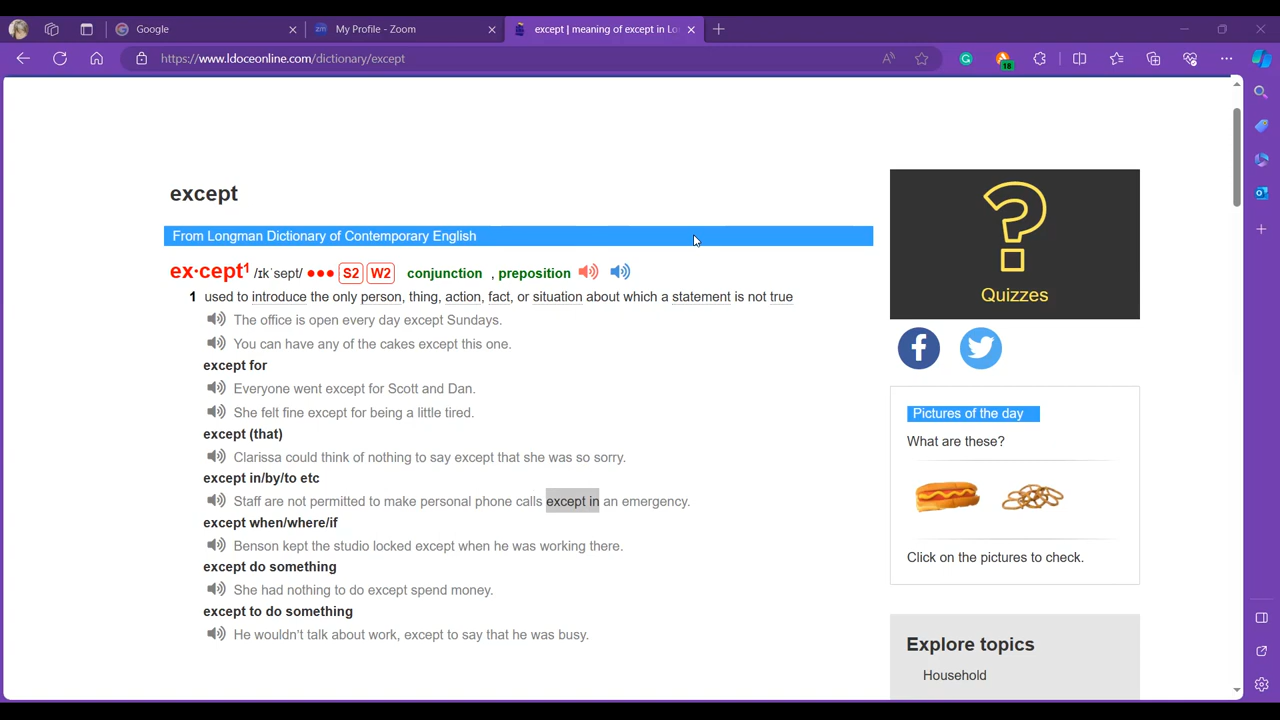 Google
My Profile - Zoom
except | meaning of except in Lo
https://www.ldoceonline.com/dictionary/except
18
except
From Longman Dictionary of Contemporary English
ex·cept1 /ɪkˈsept/ ●●● S2 W2 conjunction , preposition
1 used to introduce the only person, thing, action, fact, or situation about which a statement is not true
The office is open every day except Sundays.
You can have any of the cakes except this one.
except for
Everyone went except for Scott and Dan.
She felt fine except for being a little tired.
except (that)
Clarissa could think of nothing to say except that she was so sorry.
except in/by/to etc
Staff are not permitted to make personal phone calls except in an emergency.
except when/where/if
Benson kept the studio locked except when he was working there.
except do something
She had nothing to do except spend money.
except to do something
He wouldn't talk about work, except to say that he was busy.
?
Quizzes
Pictures of the day
What are these?
Click on the pictures to check.
Explore topics
Household